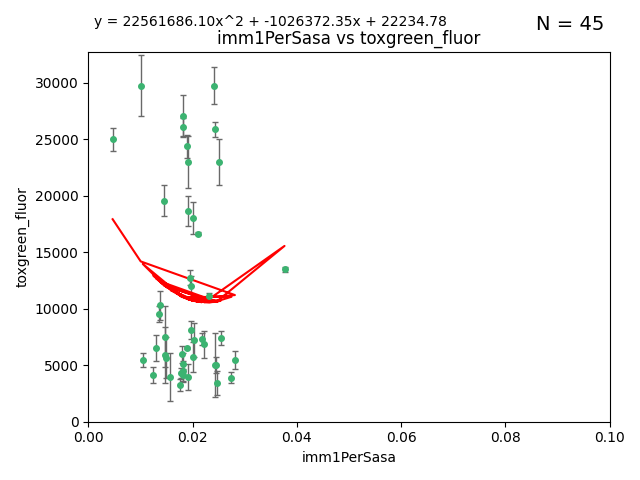 y = 22561686.10x^2 + -1026372.35x + 22234.78
N = 45
imm1PerSasa vs toxgreen_fluor
30000
25000
20000
15000
10000
5000
0
toxgreen_fluor
0.00 0.02 0.04 0.06 0.08 0.10
imm1PerSasa